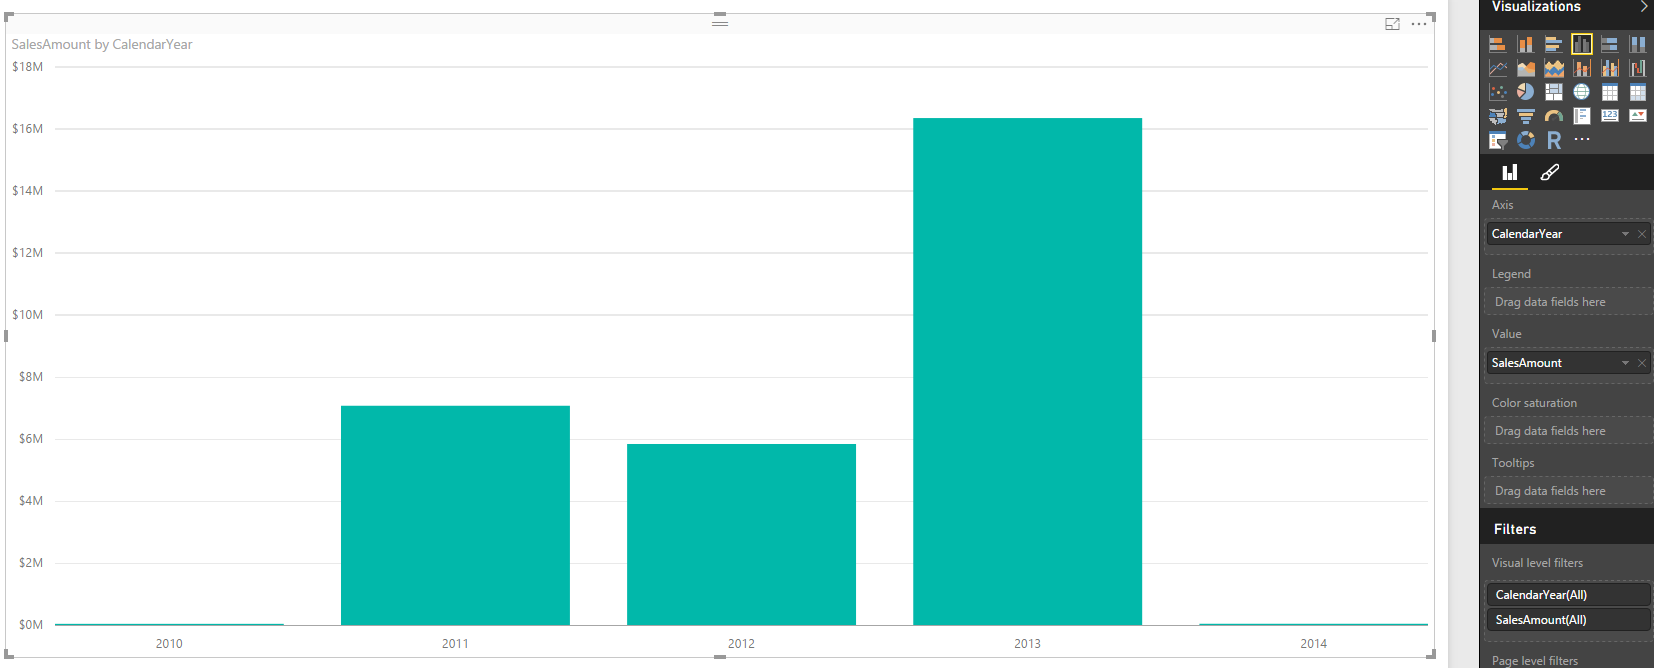 SalesAmount by CalendarYear
$18M
$16M
$14M
$12M
$10M
$8M
$6M
$4M
$2M
$0M
2010 2011 2012 2013 2014
Visualizations
123
R
Axis
CalendarYear
Legend
Drag data fields here
Value
SalesAmount
Color saturation
Drag data fields here
Tooltips
Drag data fields here
Filters
Visual level filters
CalendarYear(All)
SalesAmount(All)
Page level filters